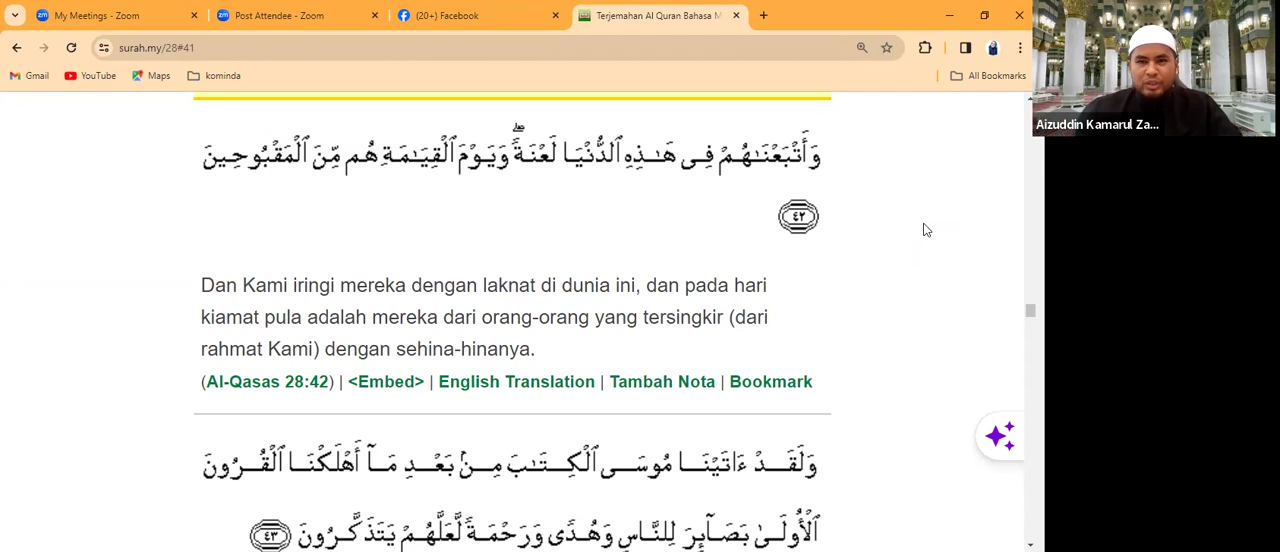 My Meetings - Zoom
Post Attendee - Zoom
(20+) Facebook
Terjemahan Al Quran Bahasa M
surah.my/28#41
Gmail
YouTube
Maps
kominda
All Bookmarks
Aizuddin Kamarul Za...
وَأَتْبَعْنَـٰهُمْ فِى هَـٰذِهِ ٱلدُّنْيَا لَعْنَةً ۖ وَيَوْمَ ٱلْقِيَـٰمَةِ هُم مِّنَ ٱلْمَقْبُوحِينَ
٤٢
Dan Kami iringi mereka dengan laknat di dunia ini, dan pada hari
kiamat pula adalah mereka dari orang-orang yang tersingkir (dari
rahmat Kami) dengan sehina-hinanya.
(Al-Qasas 28:42) | <Embed> | English Translation | Tambah Nota | Bookmark
وَلَقَدْ ءَاتَيْنَا مُوسَى ٱلْكِتَـٰبَ مِنۢ بَعْدِ مَآ أَهْلَكْنَا ٱلْقُرُونَ
ٱلْأُولَىٰ بَصَآئِرَ لِلنَّاسِ وَهُدًى وَرَحْمَةً لَّعَلَّهُمْ يَتَذَكَّرُونَ ٤٣